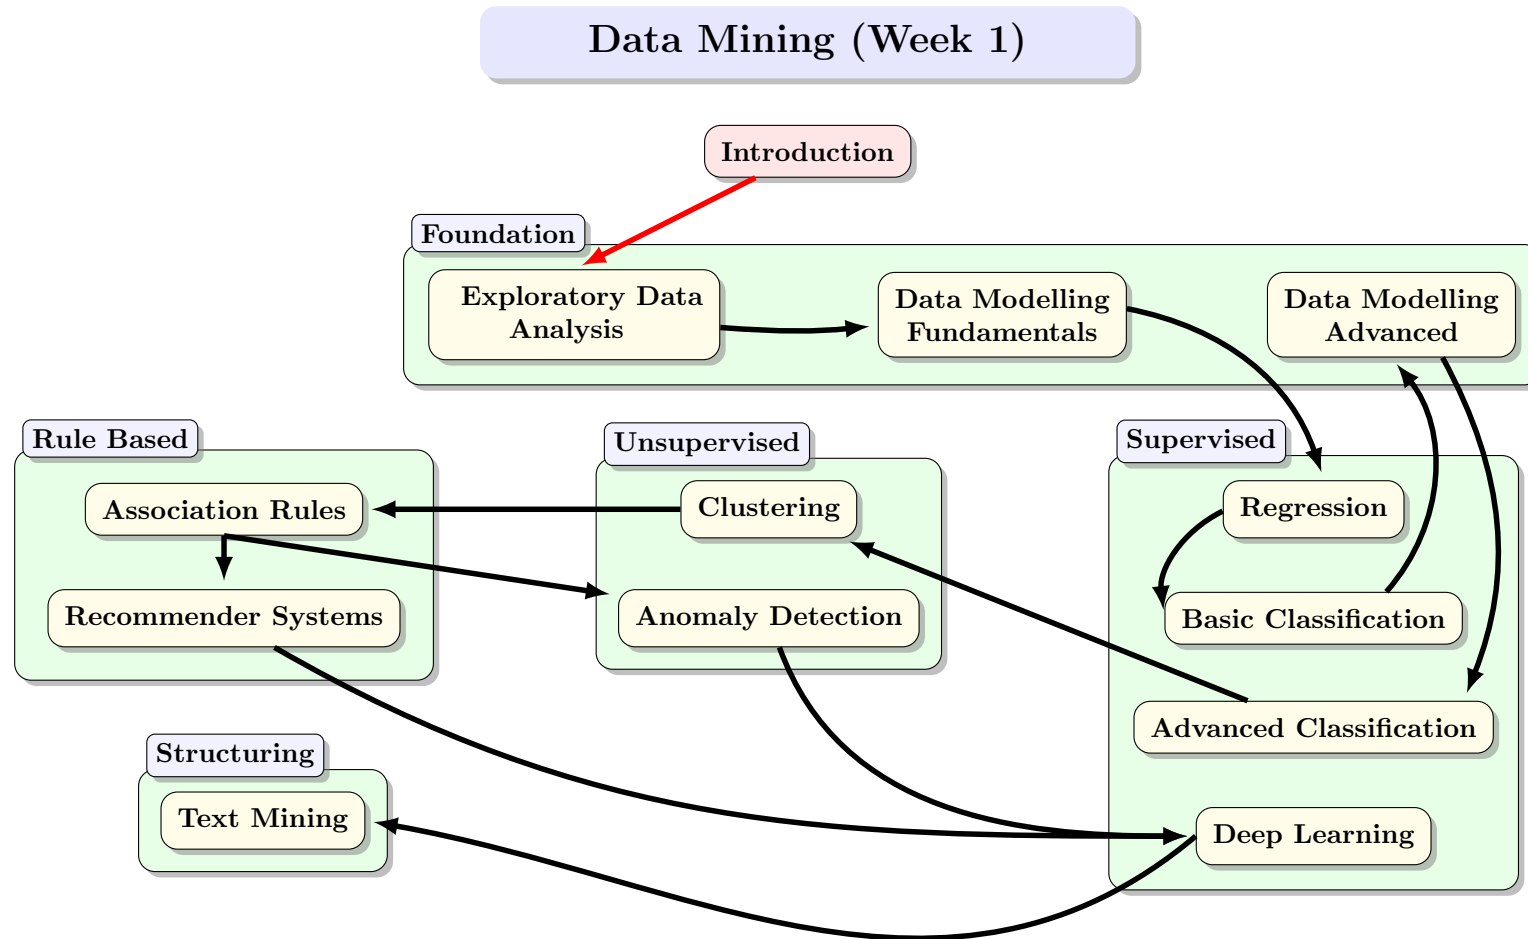 Data Mining (Week 1)
Introduction
Foundation
Exploratory Data
Analysis
Data Modelling
Fundamentals
Data Modelling
Advanced
Rule Based
Association Rules
Recommender Systems
Unsupervised
Clustering
Anomaly Detection
Supervised
Regression
Basic Classification
Advanced Classification
Deep Learning
Structuring
Text Mining